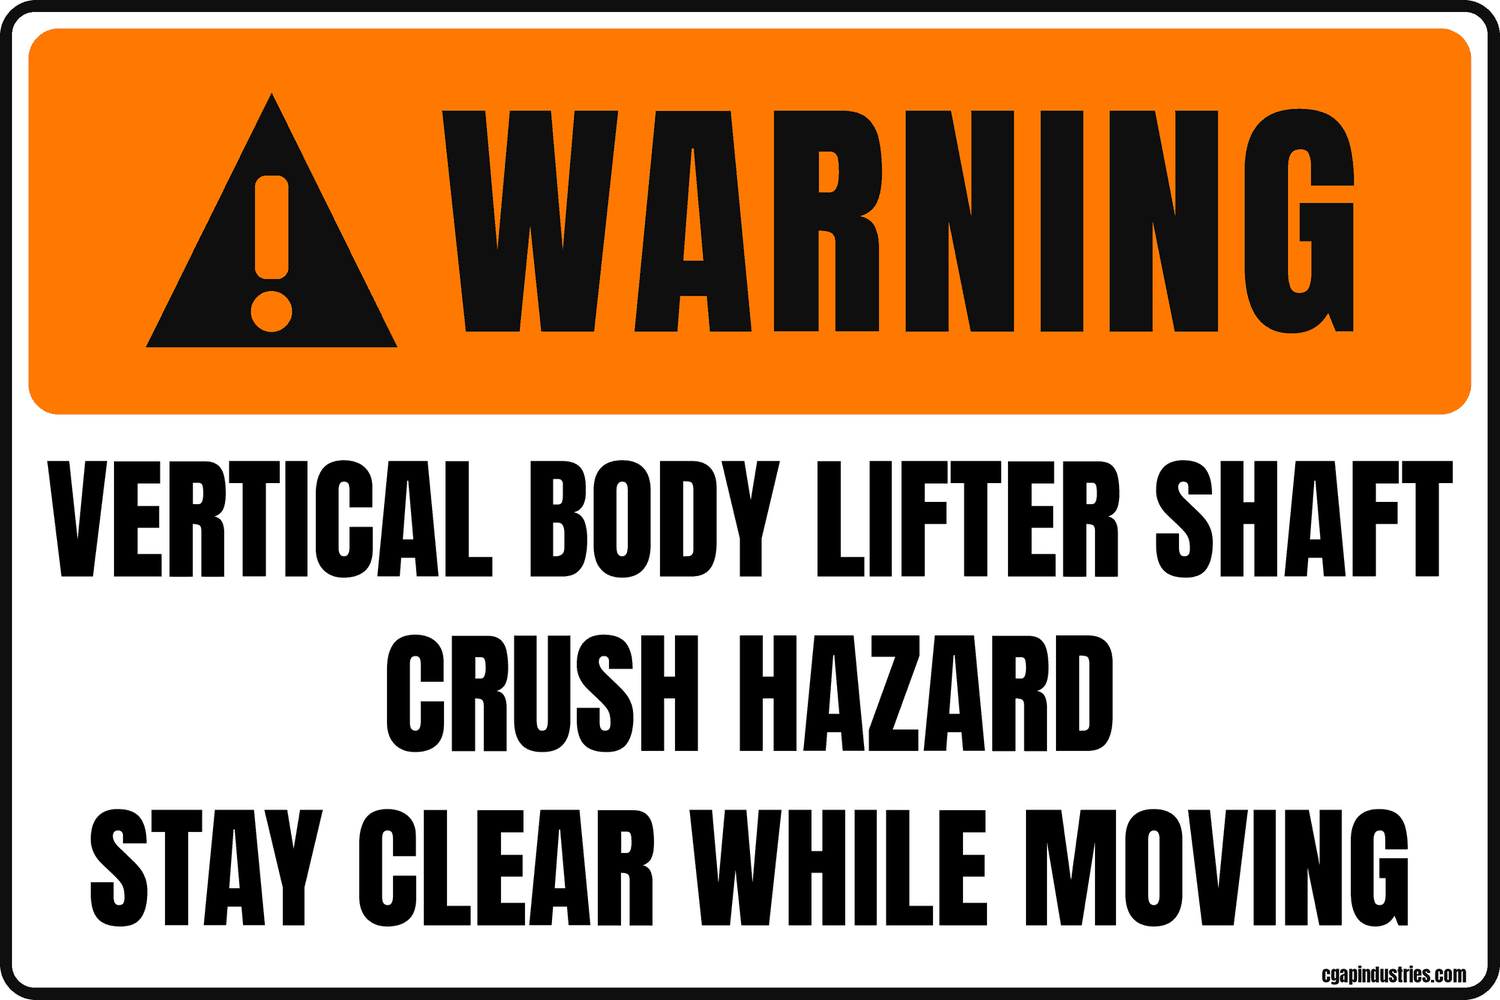 WARNING
VERTICAL BODY LIFTER SHAFT
CRUSH HAZARD
STAY CLEAR WHILE MOVING
cgapindustries.com